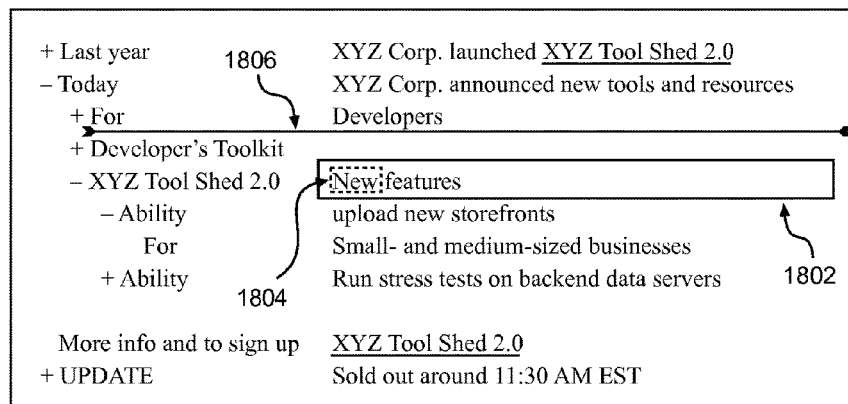 + Last year XYZ Corp. launched XYZ Tool Shed 2.0
1806
– Today XYZ Corp. announced new tools and resources
+ For Developers
+ Developer's Toolkit
– XYZ Tool Shed 2.0 New features
– Ability upload new storefronts
For Small- and medium-sized businesses
+ Ability Run stress tests on backend data servers
1804 1802
More info and to sign up XYZ Tool Shed 2.0
+ UPDATE Sold out around 11:30 AM EST